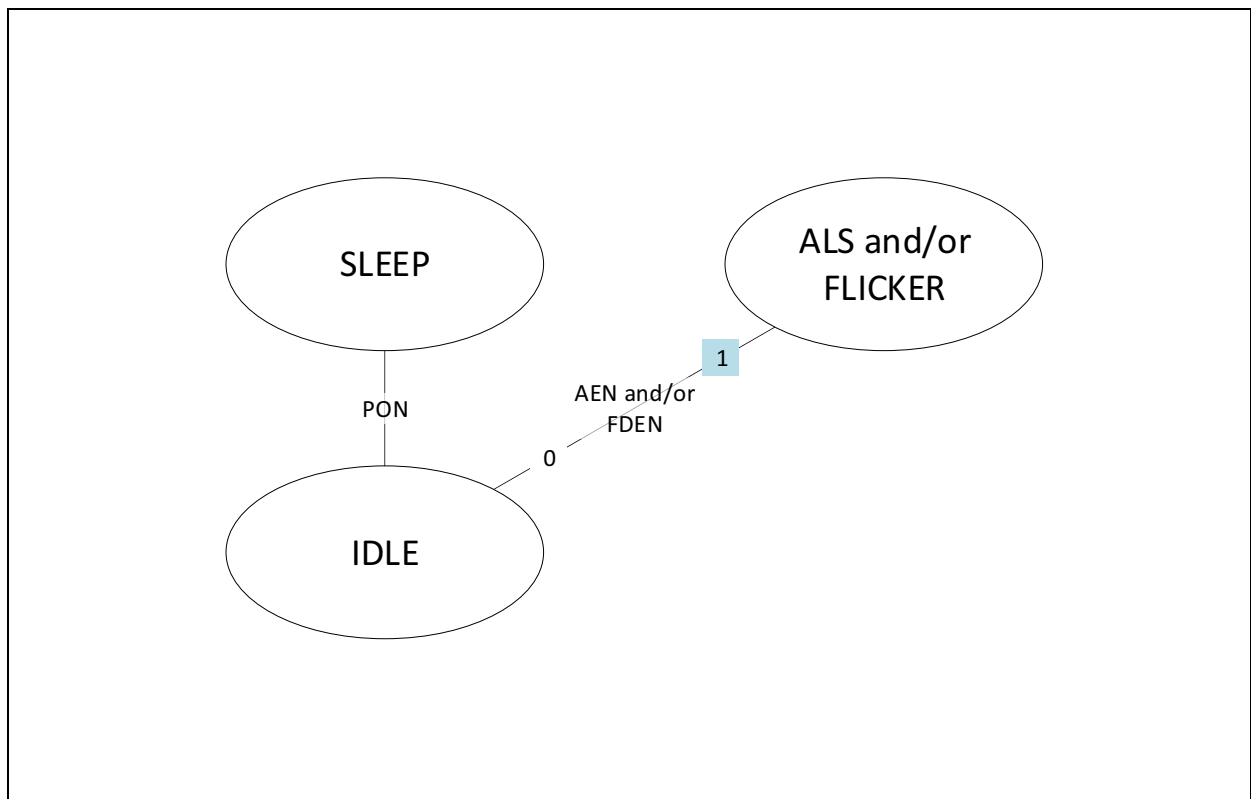 SLEEP
ALS and/or
FLICKER
1
AEN and/or
FDEN
PON
0
IDLE